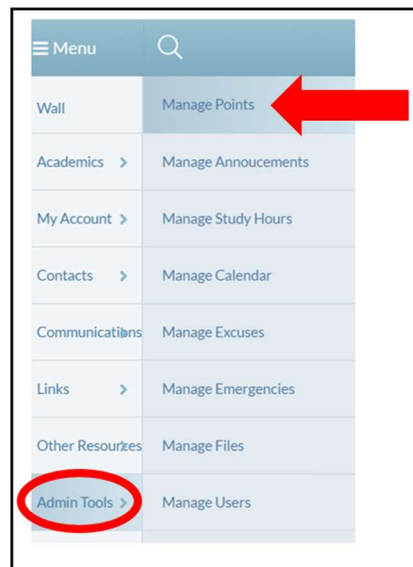 Menu
Wall
Manage Points
Academics
Manage Annoucements
My Account
Manage Study Hours
Contacts
Manage Calendar
Communications
Manage Excuses
Links
Manage Emergencies
Other Resources
Manage Files
Admin Tools
Manage Users